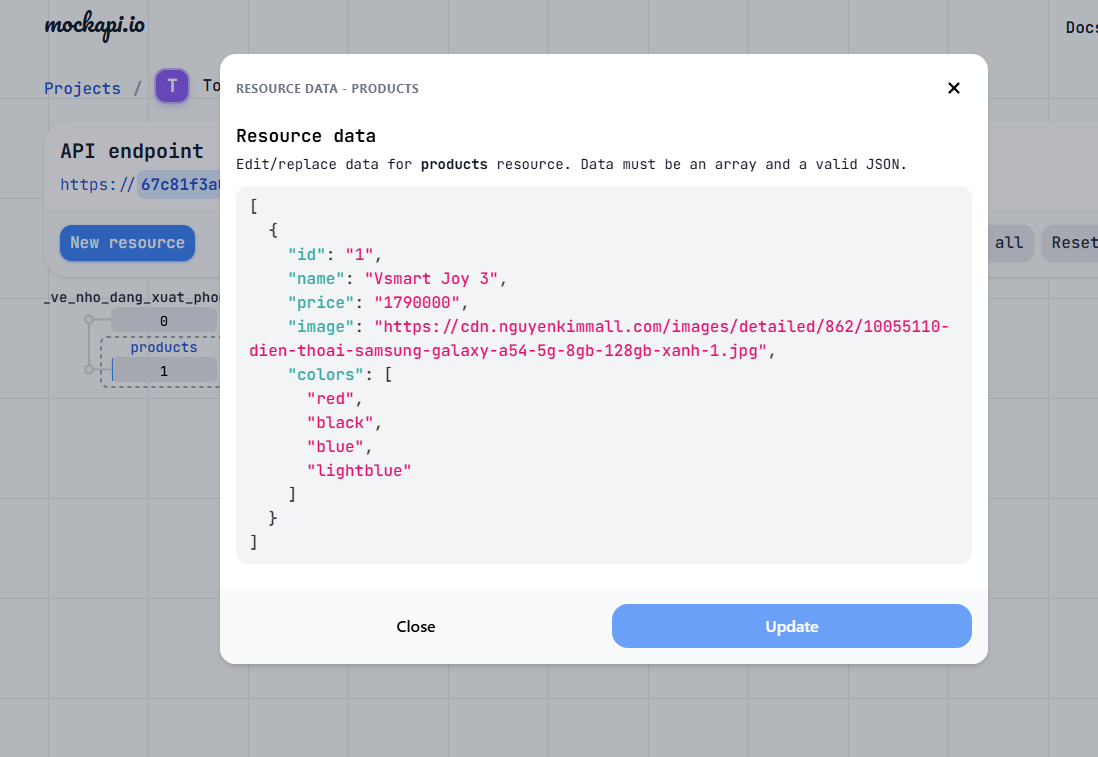 mockapi.io
Docs
Projects / T To
RESOURCE DATA - PRODUCTS
API endpoint
https://67c81f3a
New resource
all
Reset
_ve_nho_dang_xuat_pho
0
products
1
Resource data
Edit/replace data for products resource. Data must be an array and a valid JSON.
[
{
"id": "1",
"name": "Vsmart Joy 3",
"price": "1790000",
"image": "https://cdn.nguyenkimmall.com/images/detailed/862/10055110-
dien-thoai-samsung-galaxy-a54-5g-8gb-128gb-xanh-1.jpg",
"colors": [
"red",
"black",
"blue",
"lightblue"
]
}
]
Close
Update